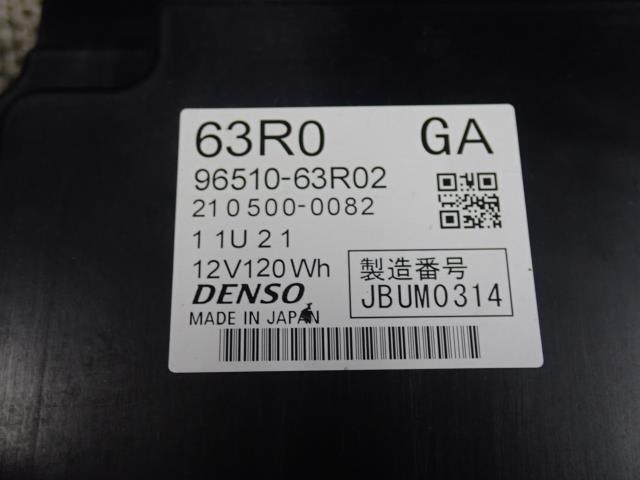 63R0 GA
96510-63R02
210500-0082
11U21
12V120Wh
DENSO
MADE IN JAPAN
製造番号
JBUM0314